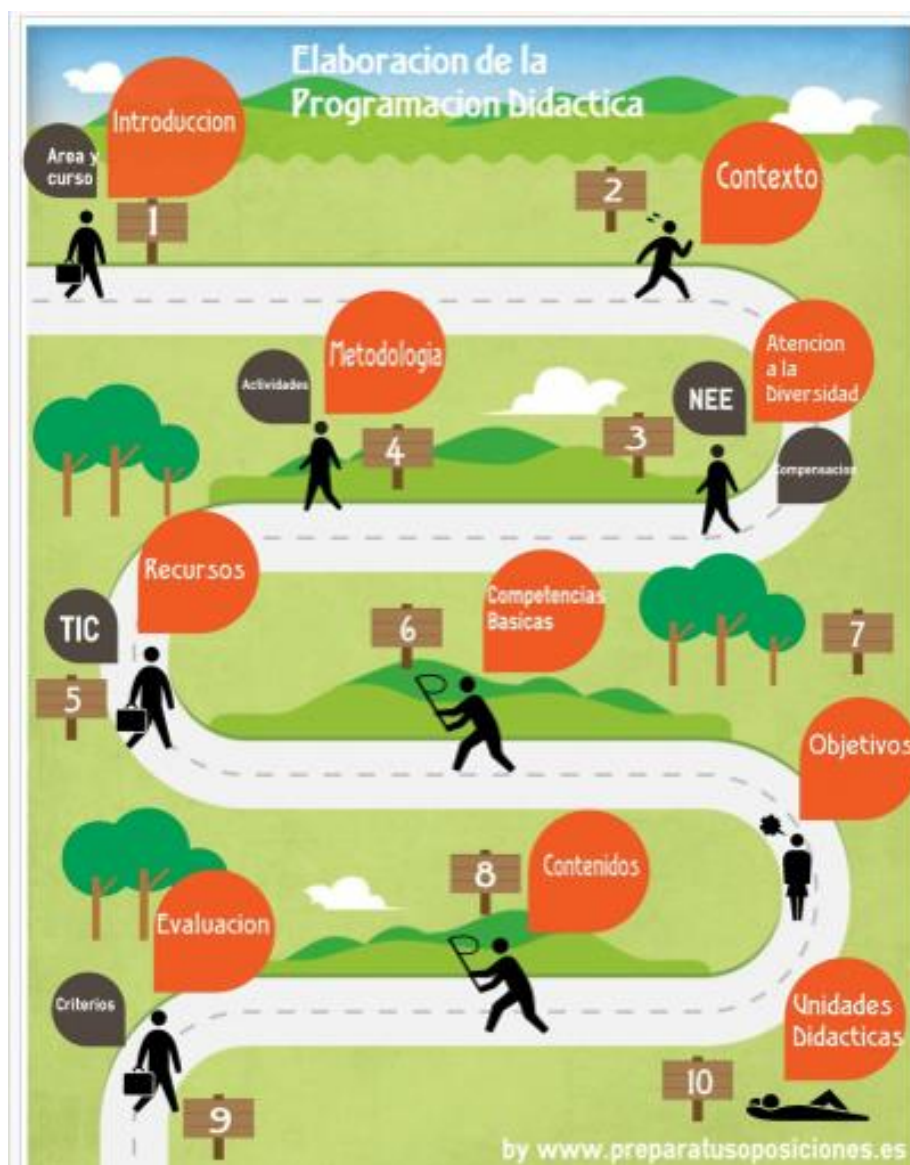 Elaboracion de la
Programacion Didactica
Introduccion
Area y
curso
1
2
Contexto
Atencion
a la
Diversidad
NEE
Compensacion
3
Metodologia
Actividades
4
Recursos
TIC
5
Competencias
Basicas
6
7
Objetivos
8
Contenidos
Evaluacion
Criterios
9
Unidades
Didacticas
10
by www.preparatusoposiciones.es